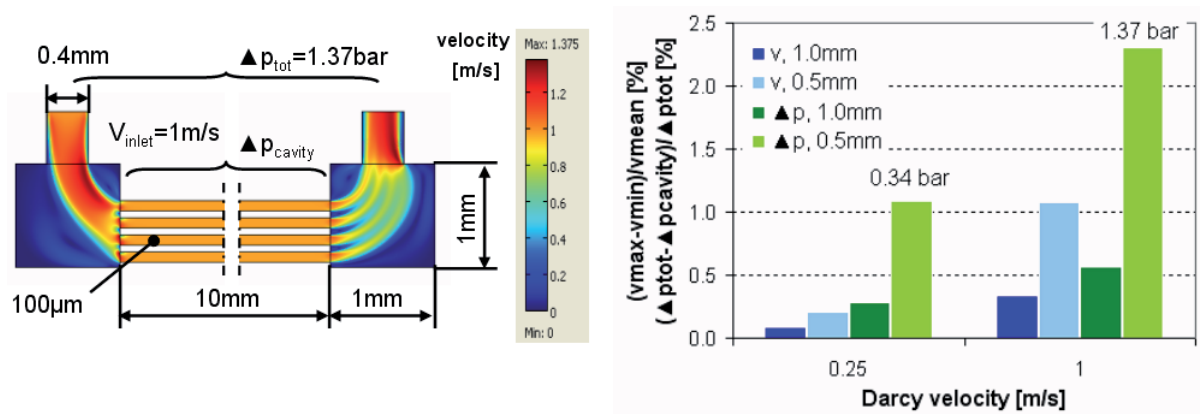 0.4mm
▲ptot=1.37bar
velocity
[m/s]
Max: 1.375
1.2
1
0.8
0.6
0.4
0.2
0
Min: 0
Vinlet=1m/s
▲pcavity
1mm
100µm
10mm
1mm
(vmax-vmin)/vmean [%]
(▲ptot-▲pcavity)/▲ptot [%]
2.5
2.0
1.5
1.0
0.5
0.0
v, 1.0mm
v, 0.5mm
▲p, 1.0mm
▲p, 0.5mm
0.34 bar
1.37 bar
0.25
1
Darcy velocity [m/s]